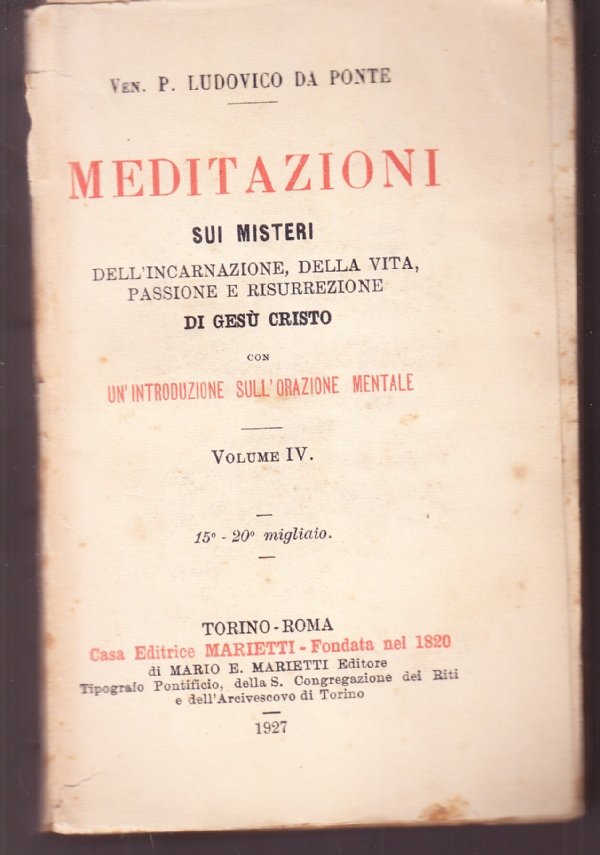 Ven. P. LUDOVICO DA PONTE
MEDITAZIONI
SUI MISTERI
DELL'INCARNAZIONE, DELLA VITA,
PASSIONE E RISURREZIONE
DI GESÙ CRISTO
CON
UN'INTRODUZIONE SULL'ORAZIONE MENTALE
Volume IV.
15º - 20º migliaio.
TORINO - ROMA
Casa Editrice MARIETTI - Fondata nel 1820
di MARIO E. MARIETTI Editore
Tipografo Pontificio, della S. Congregazione dei Riti
e dell'Arcivescovo di Torino
1927